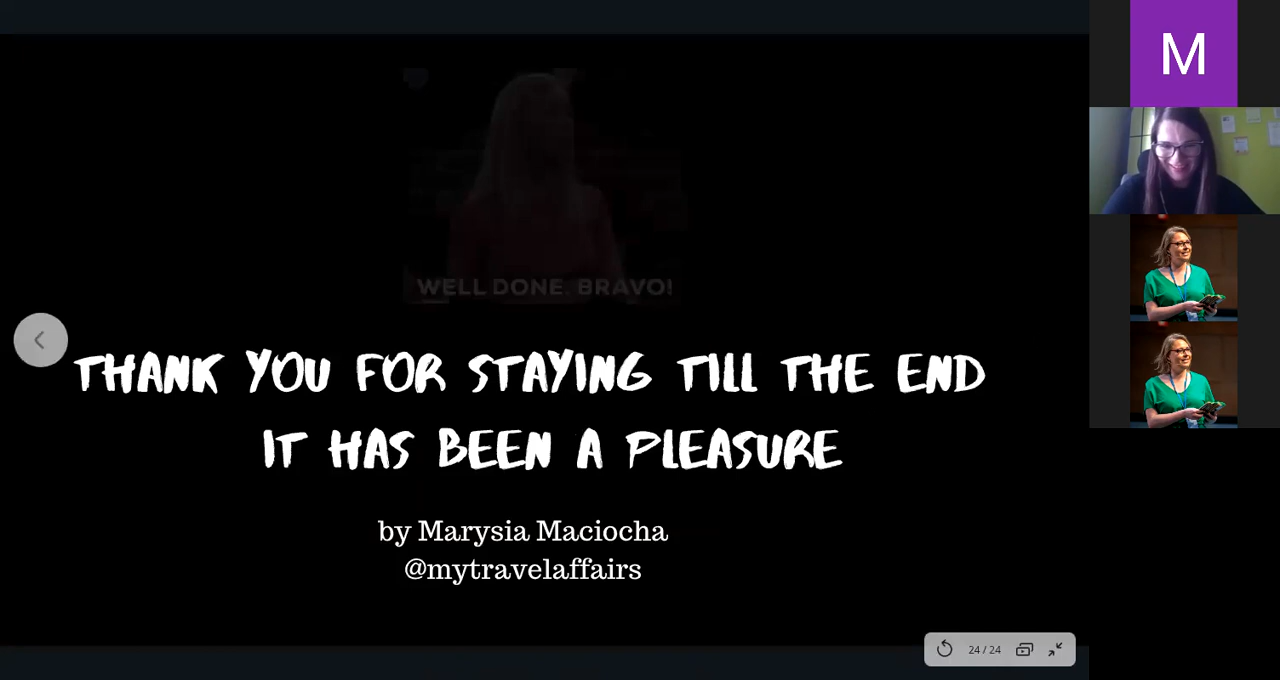 M
WELL DONE. BRAVO!
THANK YOU FOR STAYING TILL THE END
IT HAS BEEN A PLEASURE
by Marysia Maciocha
@mytravelaffairs
24 / 24